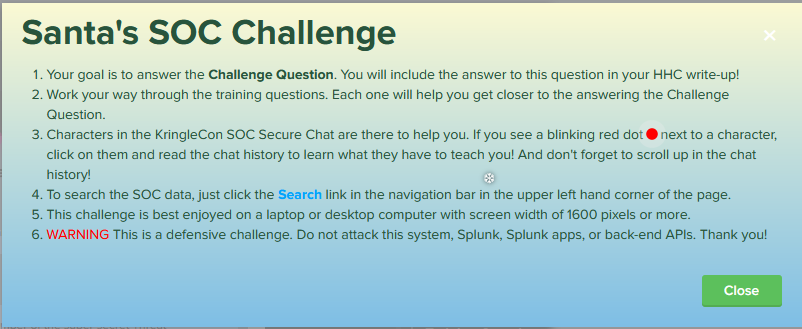 Santa's SOC Challenge
×
1. Your goal is to answer the Challenge Question. You will include the answer to this question in your HHC write-up!
2. Work your way through the training questions. Each one will help you get closer to the answering the Challenge
Question.
3. Characters in the KringleCon SOC Secure Chat are there to help you. If you see a blinking red dot next to a character,
click on them and read the chat history to learn what they have to teach you! And don't forget to scroll up in the chat
history!
4. To search the SOC data, just click the Search link in the navigation bar in the upper left hand corner of the page.
5. This challenge is best enjoyed on a laptop or desktop computer with screen width of 1600 pixels or more.
6. WARNING This is a defensive challenge. Do not attack this system, Splunk, Splunk apps, or back-end APIs. Thank you!
Close